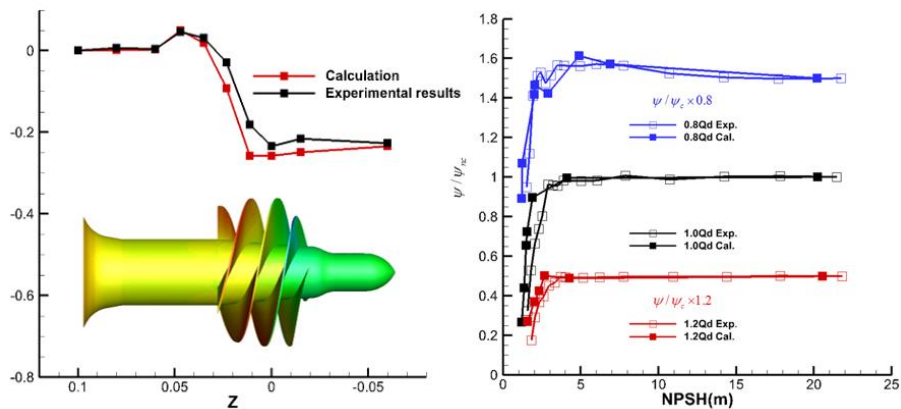 0
-0.2
-0.4
-0.6
-0.8
0.1
0.05
0
-0.05
Z
Calculation
Experimental results
1.8
1.6
1.4
1.2
1
0.8
0.6
0.4
0.2
0
0
5
10
15
20
25
NPSH(m)
ψ/ψnc
ψ/ψc×0.8
0.8Qd Exp.
0.8Qd Cal.
1.0Qd Exp.
1.0Qd Cal.
ψ/ψc×1.2
1.2Qd Exp.
1.2Qd Cal.